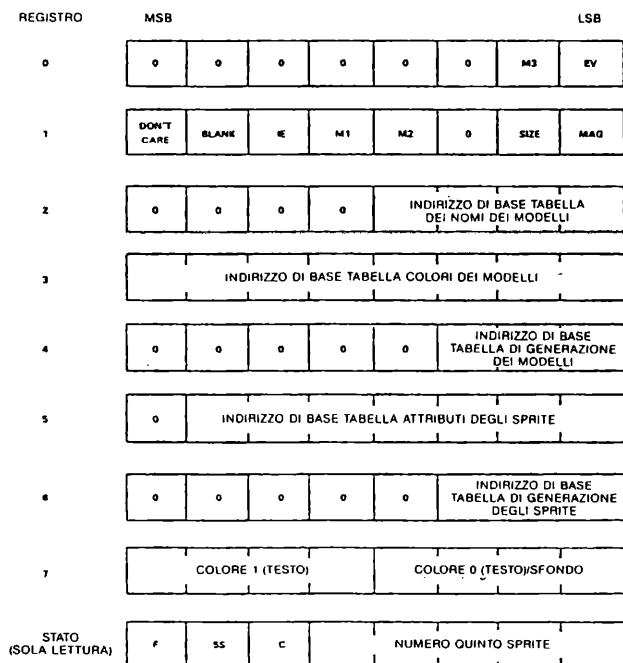 REGISTRO MSB LSB
0 0 0 0 0 0 0 M3 EV
1 DON'T CARE BLANK IE M1 M2 0 SIZE MAG
2 0 0 0 0 INDIRIZZO DI BASE TABELLA
DEI NOMI DEI MODELLI
3 INDIRIZZO DI BASE TABELLA COLORI DEI MODELLI
4 0 0 0 0 0 INDIRIZZO DI BASE
TABELLA DI GENERAZIONE
DEI MODELLI
5 0 INDIRIZZO DI BASE TABELLA ATTRIBUTI DEGLI SPRITE
6 0 0 0 0 0 INDIRIZZO DI BASE
TABELLA DI GENERAZIONE
DEGLI SPRITE
7 COLORE 1 (TESTO) COLORE 0 (TESTO)/SFONDO
STATO
(SOLA LETTURA) F 5S C NUMERO QUINTO SPRITE